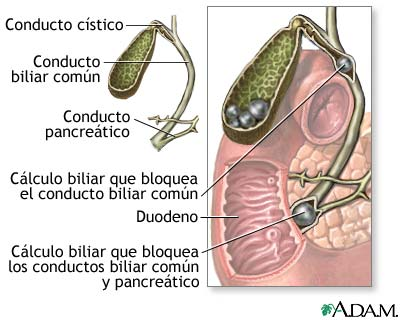 Conducto cístico
Conducto
biliar común
Conducto
pancreático
Cálculo biliar que bloquea
el conducto biliar común
Duodeno
Cálculo biliar que bloquea
los conductos biliar común
y pancreático
ADAM.